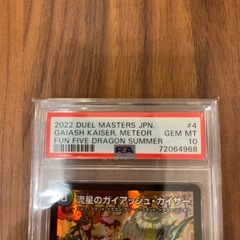 2022 DUEL MASTERS JPN. #4
GAIASH KAISER, METEOR GEM MT
FUN FIVE DRAGON SUMMER 10
PSA 72064968
流星のガイアッシュ・カイザー